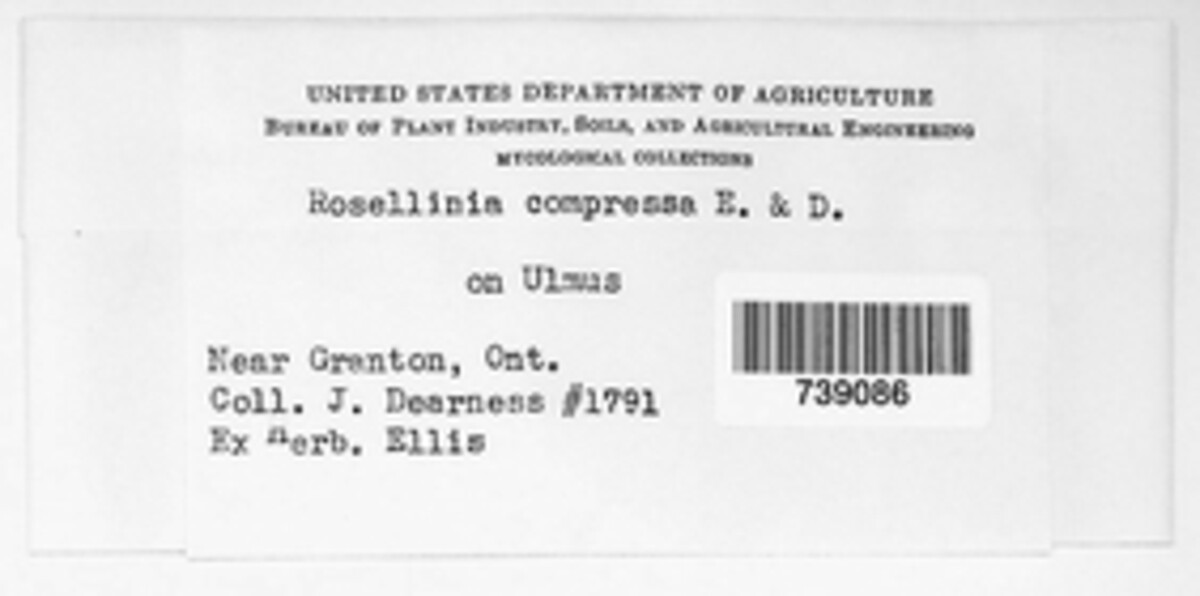 UNITED STATES DEPARTMENT OF AGRICULTURE
BUREAU OF PLANT INDUSTRY, SOILS, AND AGRICULTURAL ENGINEERING
MYCOLOGICAL COLLECTIONS
Rosellinia compressa E. & D.
on Ulmus
Near Granton, Ont.
Coll. J. Dearness #1791
Ex Herb. Ellis
739086